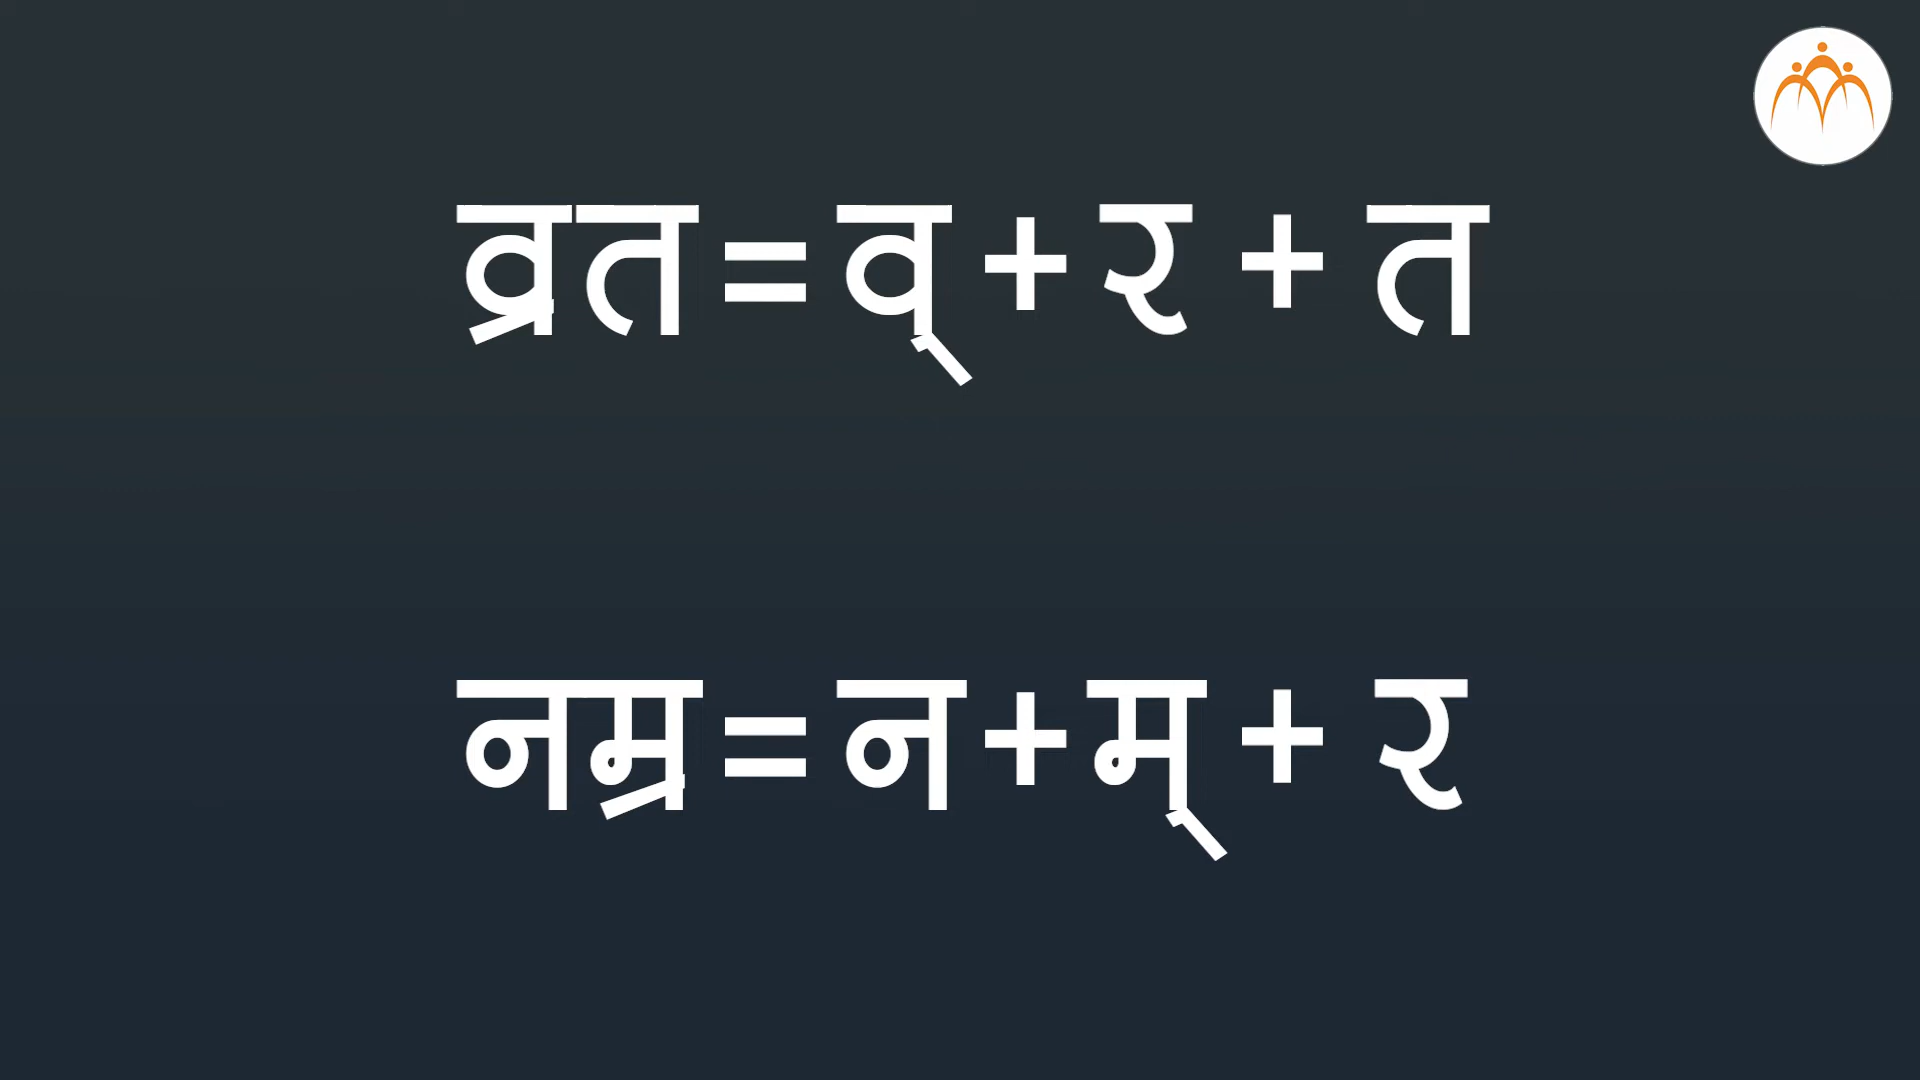 व्रत=व्+र + त
नम्र=न+म् + र